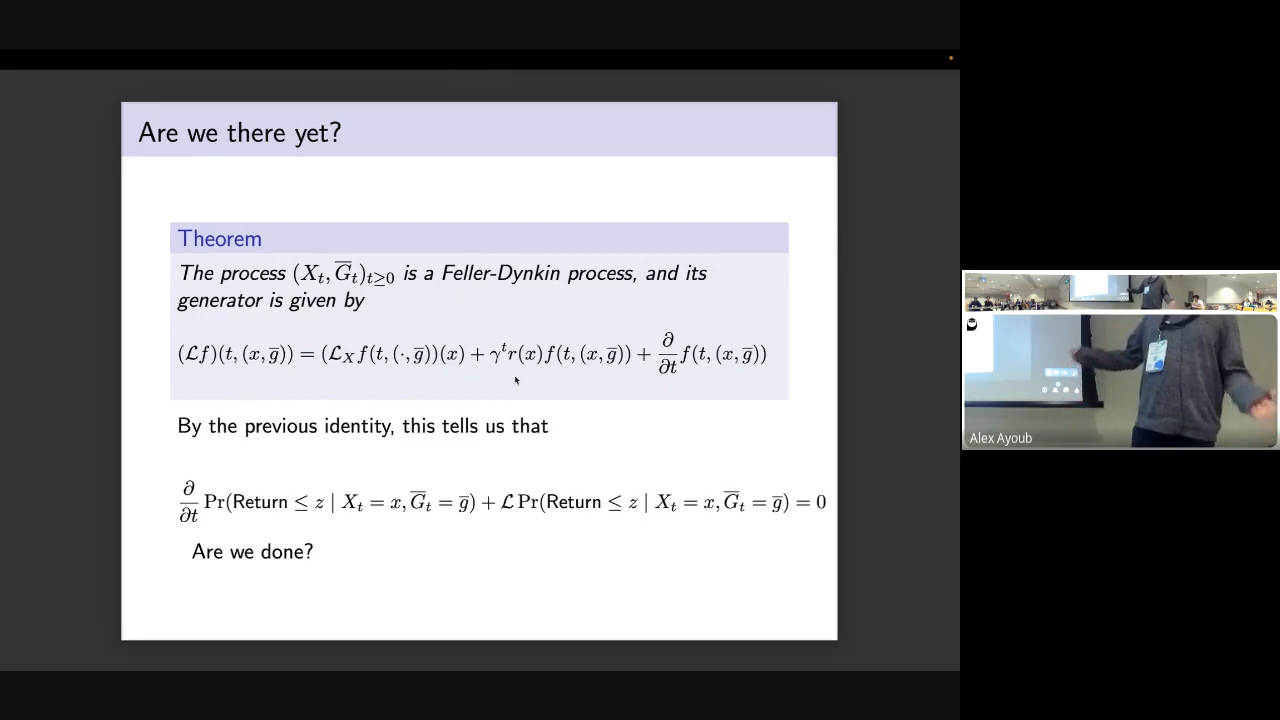 Are we there yet?
Theorem
The process $(X_t, \overline{G}_t)_{t \geq 0}$ is a Feller-Dynkin process, and its
generator is given by
$(\mathcal{L}f)(t, (x, \overline{g})) = (\mathcal{L}_X f(t, (\cdot, \overline{g}))(x) + \gamma^t r(x) f(t, (x, \overline{g})) + \frac{\partial}{\partial t} f(t, (x, \overline{g}))$
By the previous identity, this tells us that
$\frac{\partial}{\partial t} \Pr(\text{Return} \leq z \mid X_t = x, \overline{G}_t = \overline{g}) + \mathcal{L} \Pr(\text{Return} \leq z \mid X_t = x, \overline{G}_t = \overline{g}) = 0$
Are we done?
Alex Ayoub